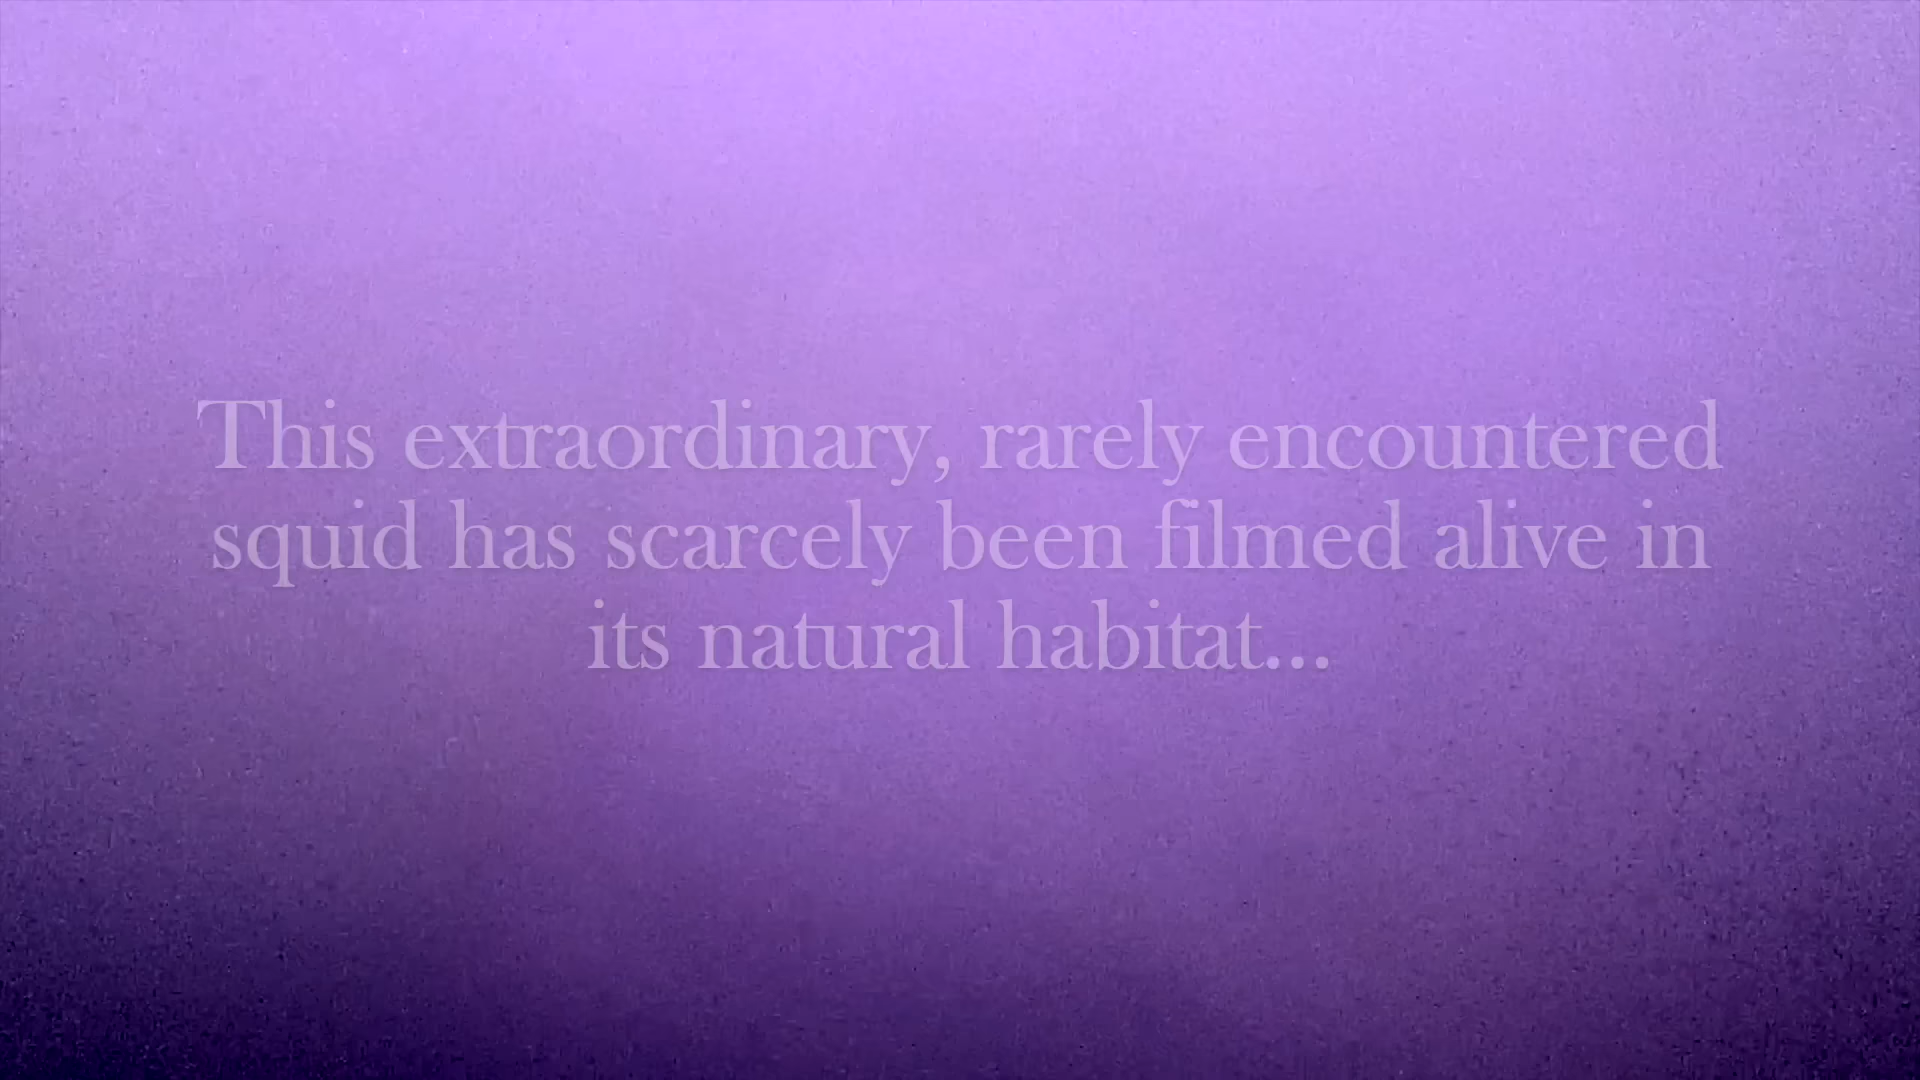 This extraordinary, rarely encountered
squid has scarcely been filmed alive in
its natural habitat...